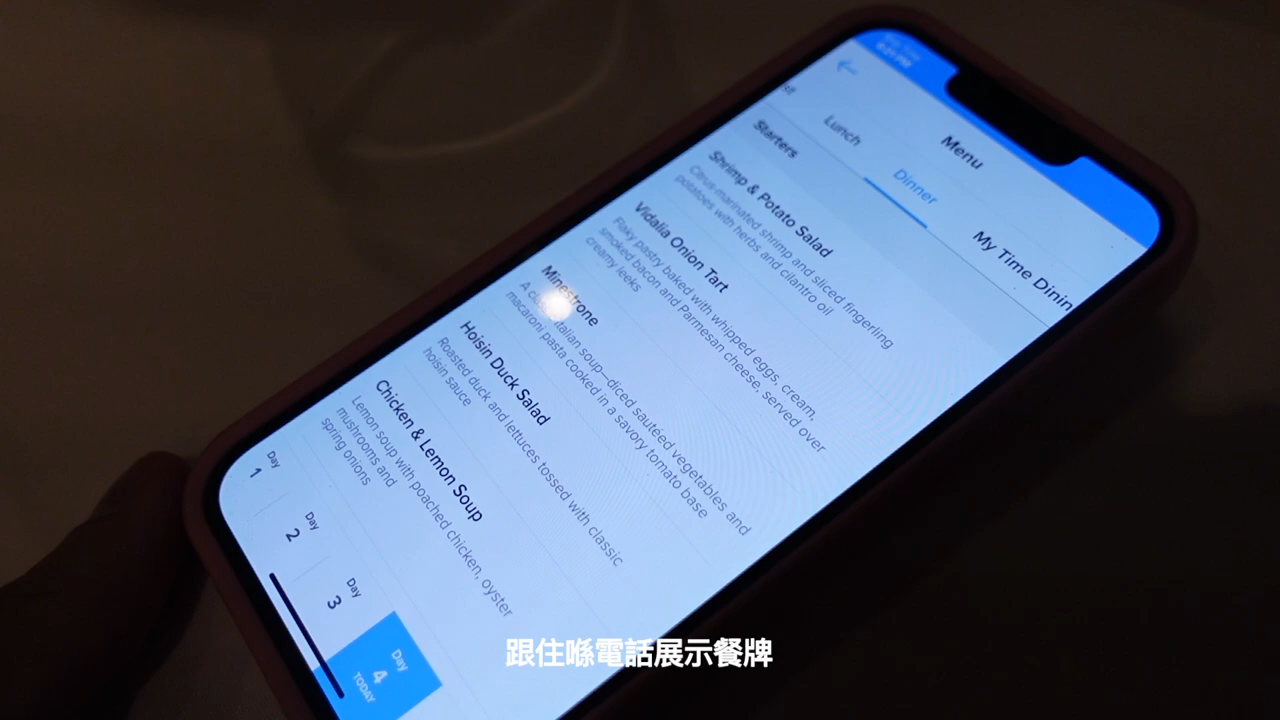 Menu
Lunch
Dinner
My Time Dinin
Starters
Shrimp & Potato Salad
Citrus-marinated shrimp and sliced fingerling
potatoes with herbs and cilantro oil
Vidalia Onion Tart
Flaky pastry baked with whipped eggs, cream,
smoked bacon and Parmesan cheese, served over
creamy leeks
Minestrone
A Italian soup—diced sautéed vegetables and
macaroni pasta cooked in a savory tomato base
Hoisin Duck Salad
Roasted duck and lettuces tossed with classic
hoisin sauce
Chicken & Lemon Soup
Lemon soup with poached chicken, oyster
mushrooms and
spring onions
Day
1
Day
2
Day
3
Day
4
TODAY
跟住喺電話展示餐牌